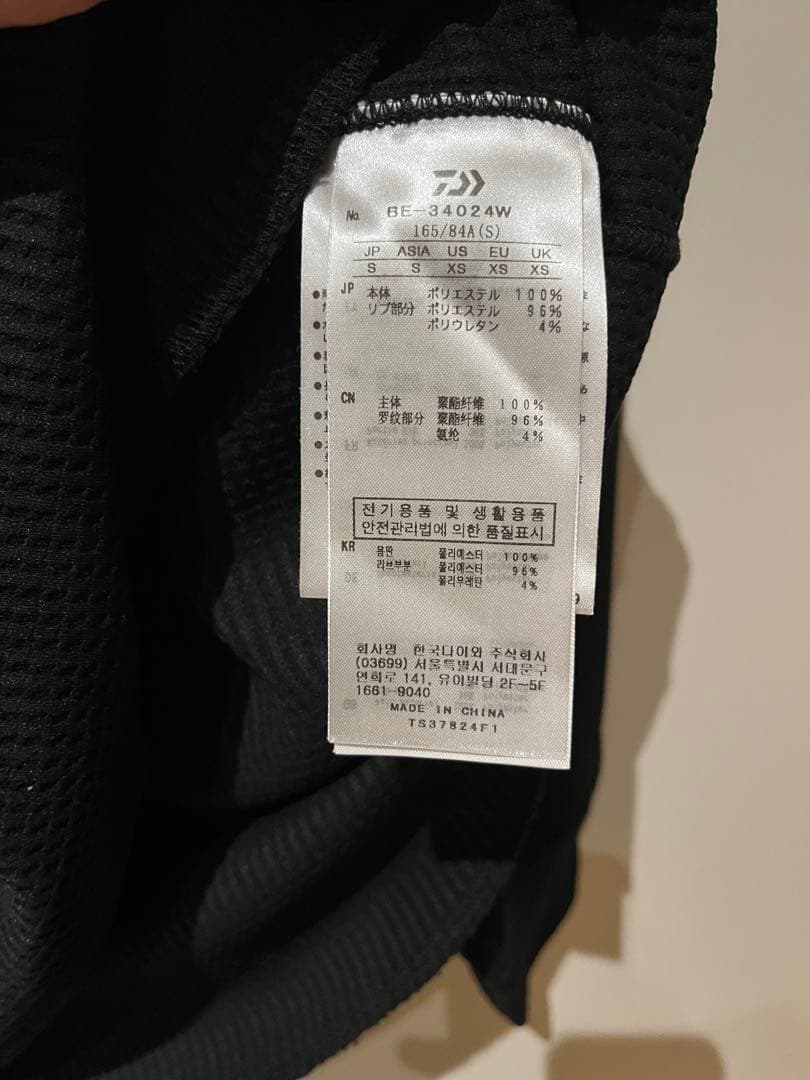 No. BE-34024W
165/84A(S)
JP ASIA US EU UK
S S XS XS XS
JP 本体 ポリエステル 100%
リブ部分 ポリエステル 96%
ポリウレタン 4%
CN 主体 聚酯纤维 100%
罗纹部分 聚酯纤维 96%
氨纶 4%
전기용품 및 생활용품
안전관리법에 의한 품질표시
KR 몸판 폴리에스터 100%
리브부분 폴리에스터 96%
폴리우레탄 4%
회사명 한국다이와 주식회사
(03699) 서울특별시 서대문구
연희로 141, 유이빌딩 2F~5F
1661-9040
MADE IN CHINA
TS37824F1